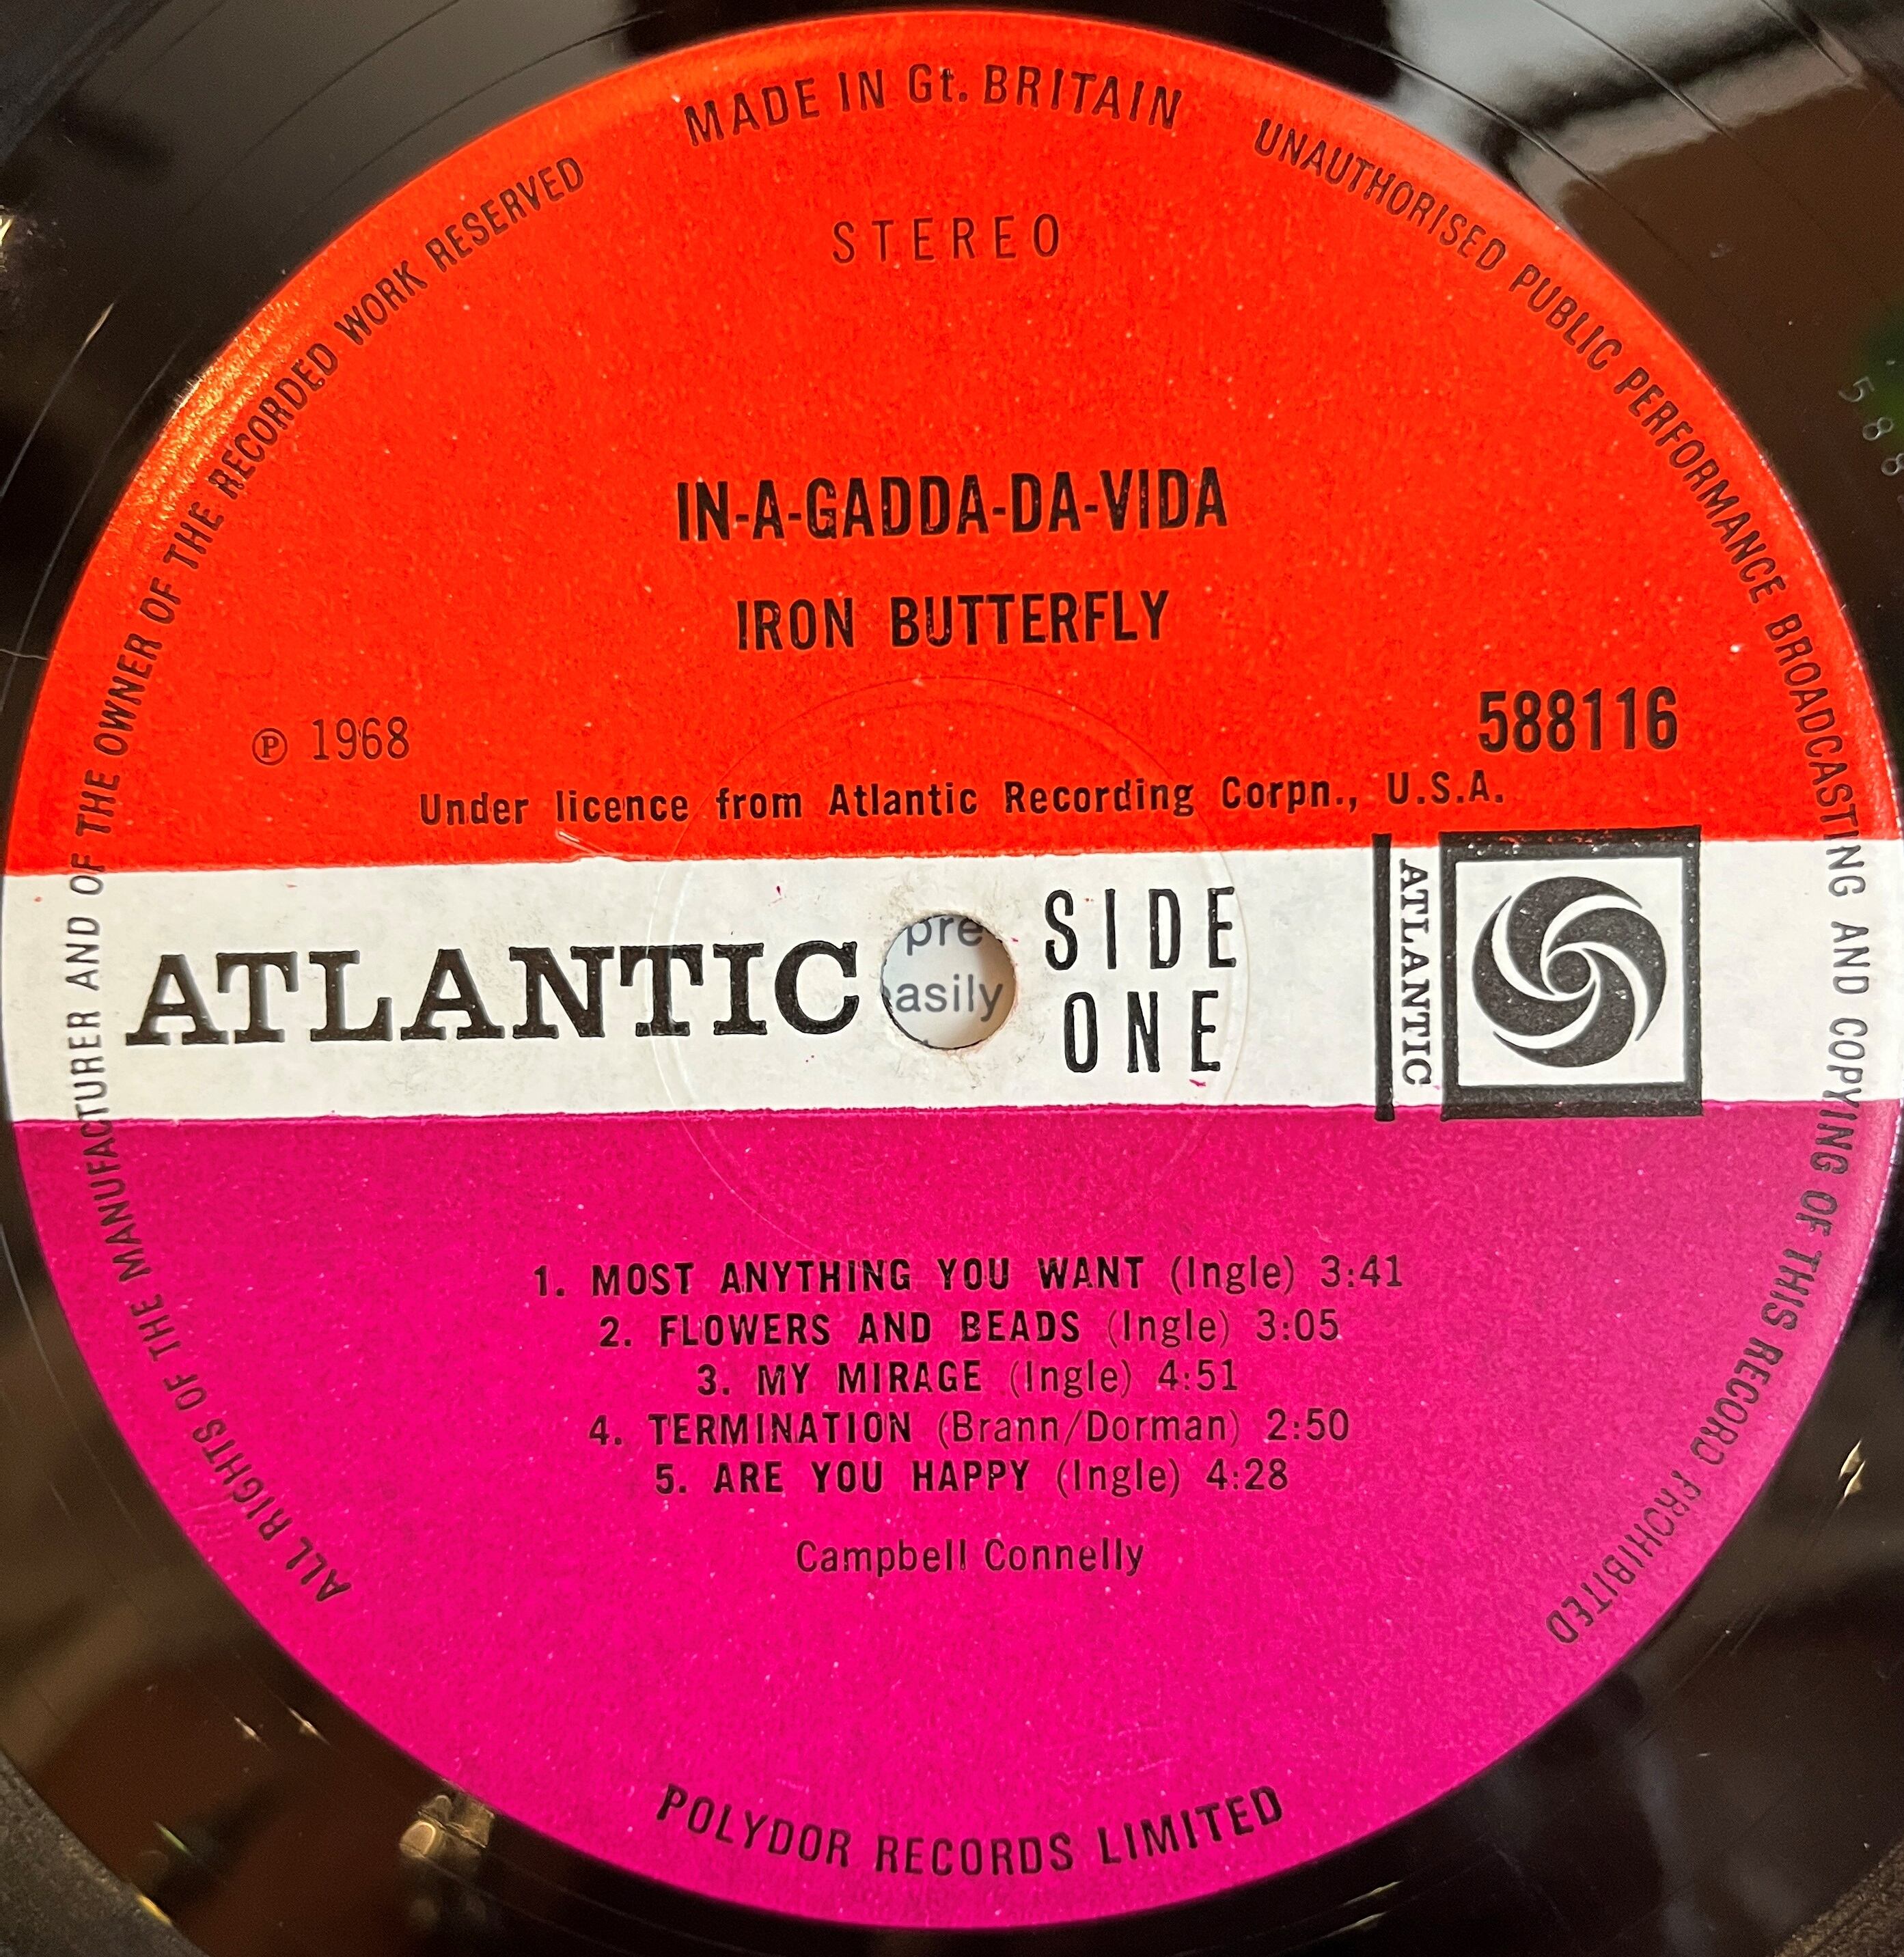 MADE IN Gt. BRITAIN
UNAUTHORISED PUBLIC PERFORMANCE BROADCASTING AND COPYING OF THIS RECORD PROHIBITED
ALL RIGHTS OF THE MANUFACTURER AND OF THE OWNER OF THE RECORDED WORK RESERVED
STEREO
588
IN-A-GADDA-DA-VIDA
IRON BUTTERFLY
℗ 1968
588116
Under licence from Atlantic Recording Corpn., U.S.A.
ATLANTIC
pre
asily
SIDE
ONE
ATLANTIC
1. MOST ANYTHING YOU WANT (Ingle) 3:41
2. FLOWERS AND BEADS (Ingle) 3:05
3. MY MIRAGE (Ingle) 4:51
4. TERMINATION (Brann/Dorman) 2:50
5. ARE YOU HAPPY (Ingle) 4:28
Campbell Connelly
POLYDOR RECORDS LIMITED